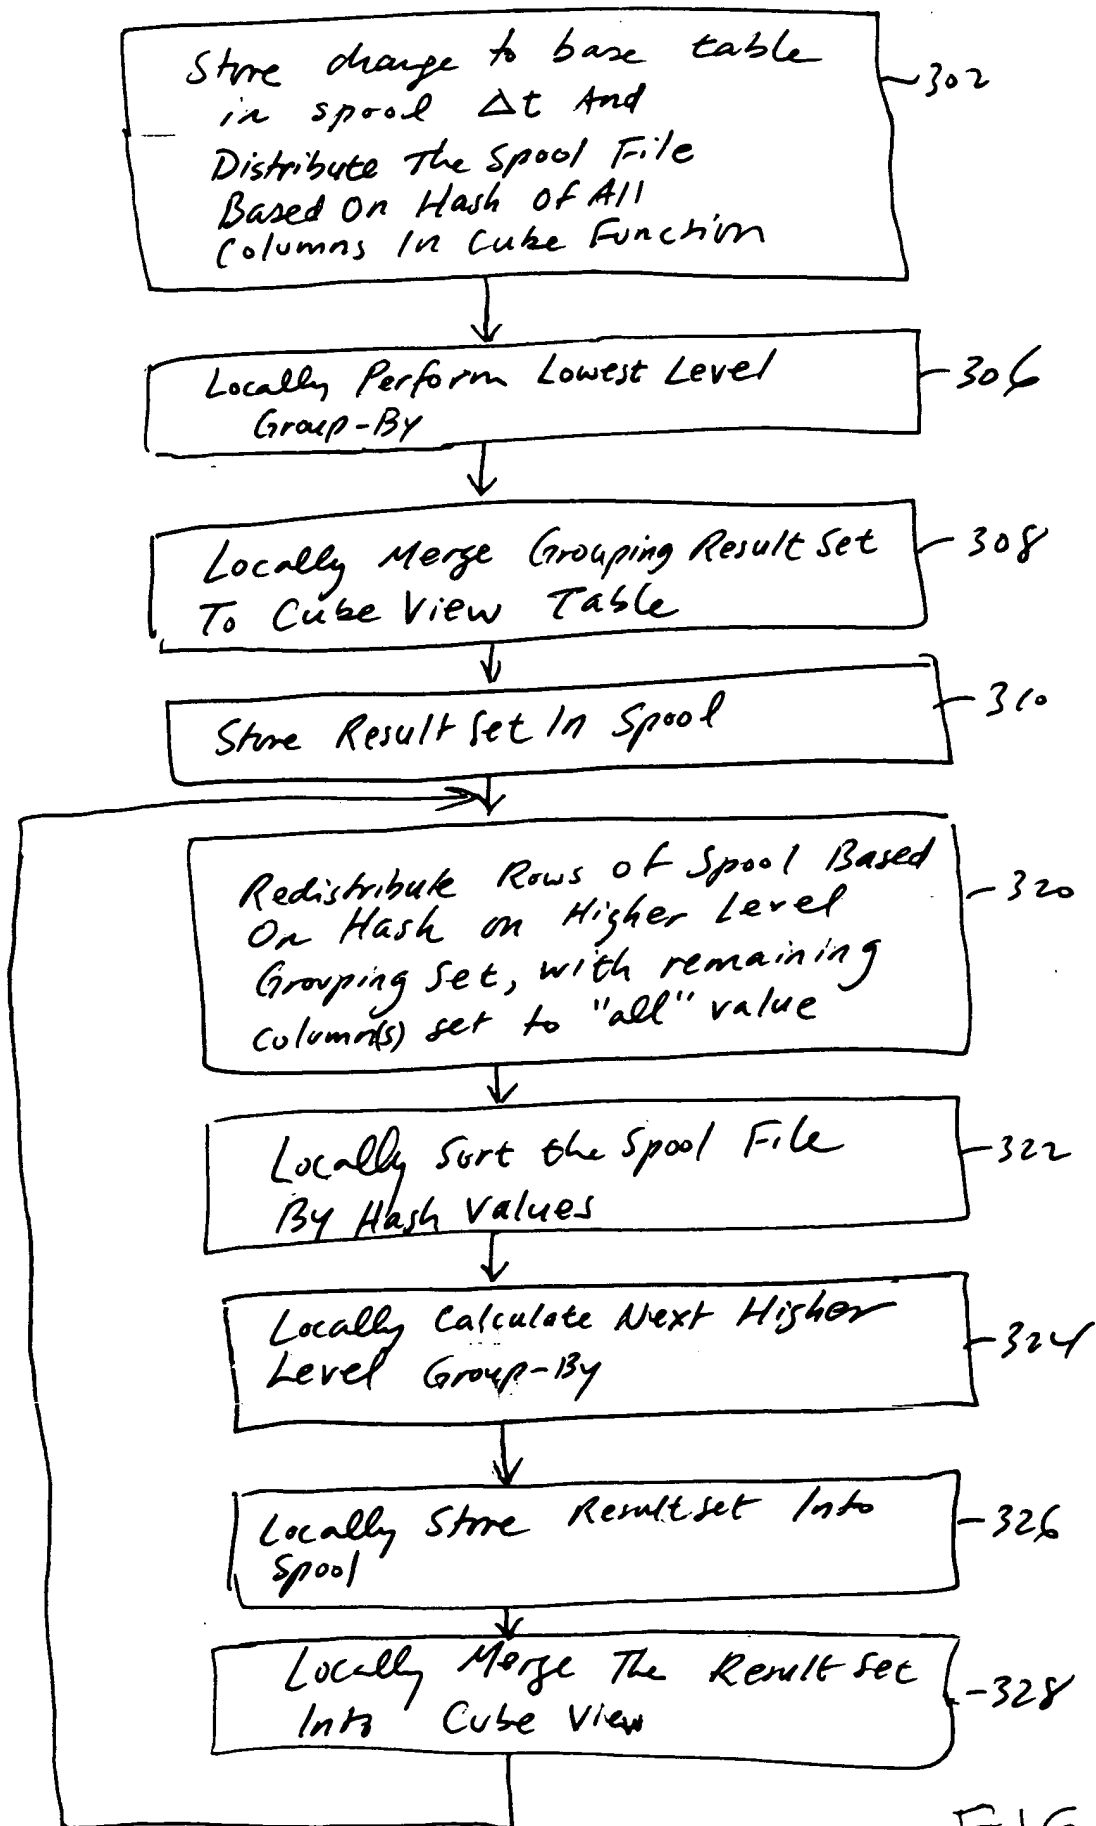 Store change to base table
in spool Δt And
Distribute The Spool File
Based On Hash Of All
Columns In Cube Function
302
Locally Perform Lowest Level
Group-By
306
Locally Merge Grouping Result Set
To Cube View Table
308
Store Result Set In Spool
310
Redistribute Rows of Spool Based
On Hash on Higher Level
Grouping Set, with remaining
column(s) set to "all" value
320
Locally Sort the Spool File
By Hash Values
322
Locally Calculate Next Higher
Level Group-By
324
Locally Store Result set Into
Spool
326
Locally Merge The Result Set
Into Cube View
328
FIG